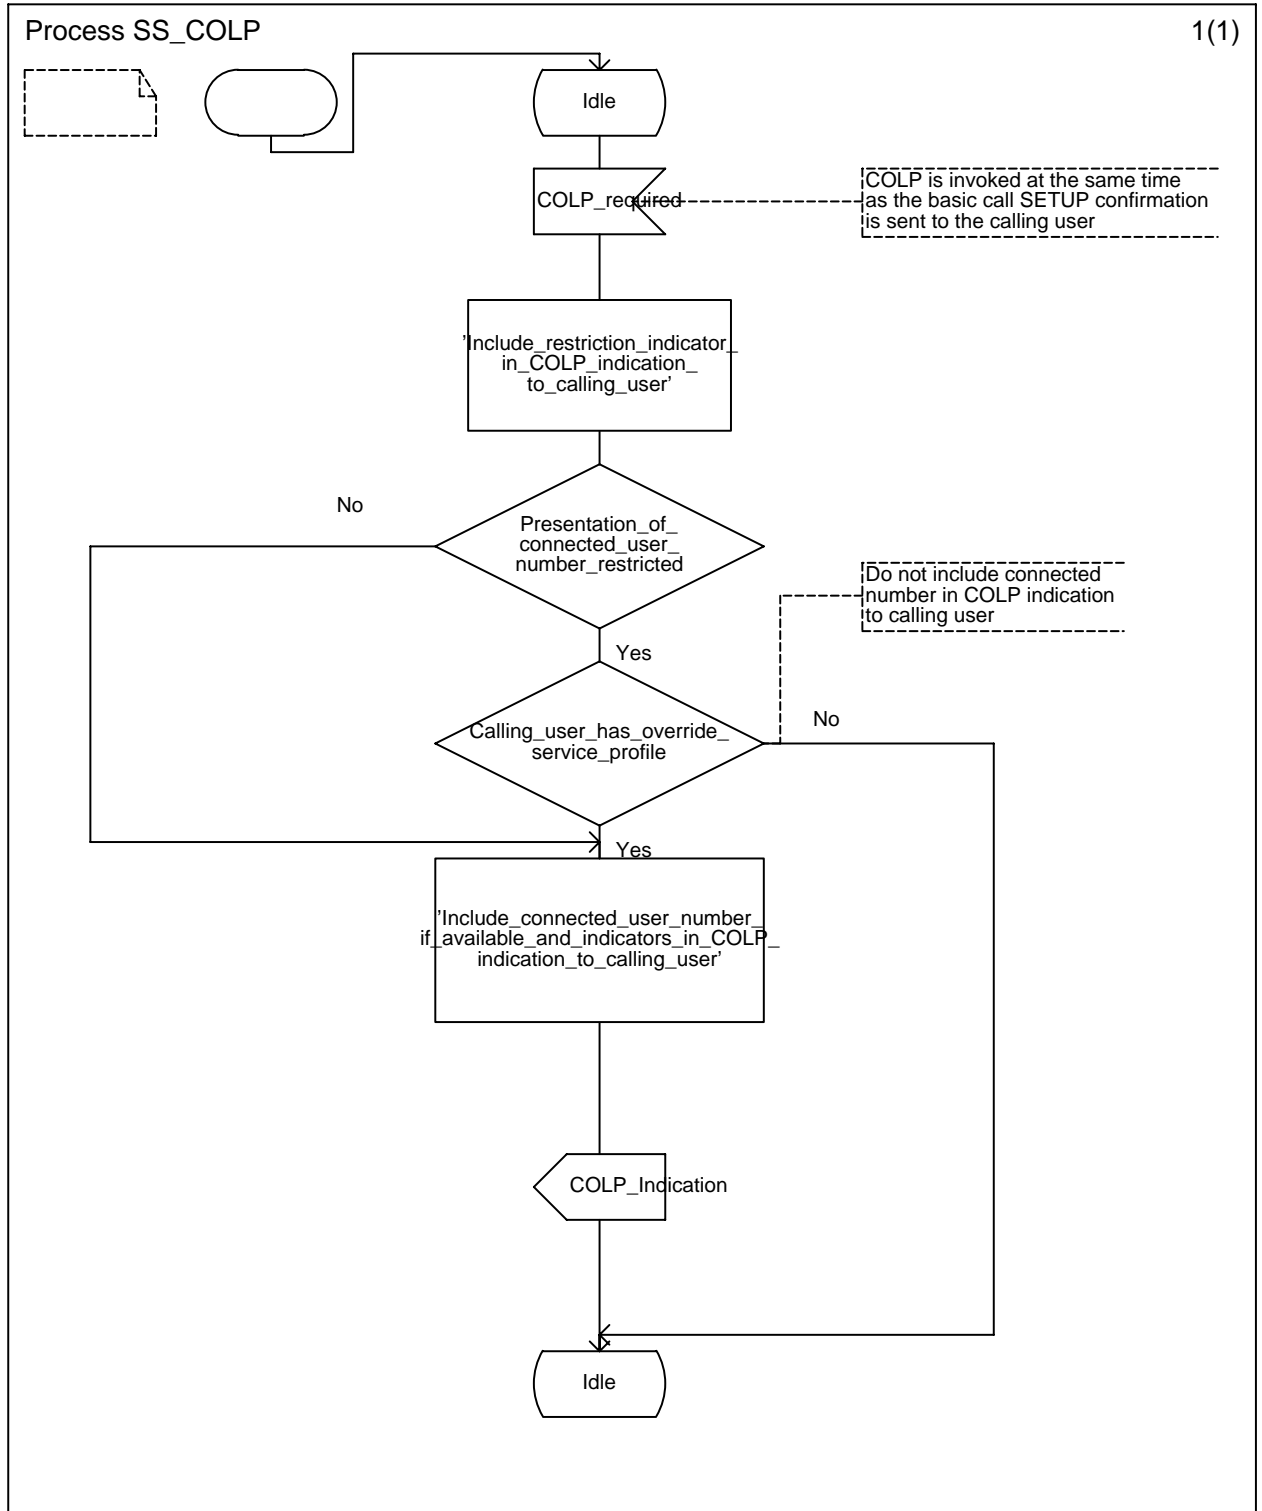 Process SS_COLP
1(1)
Idle
COLP_required
COLP is invoked at the same time
as the basic call SETUP confirmation
is sent to the calling user
’Include_restriction_indicator_
in_COLP_indication_
to_calling_user’
No
Presentation_of_
connected_user_
number_restricted
Do not include connected
number in COLP indication
to calling user
Yes
No
Calling_user_has_override_
service_profile
Yes
’Include_connected_user_number_
if_available_and_indicators_in_COLP_
indication_to_calling_user’
COLP_Indication
Idle